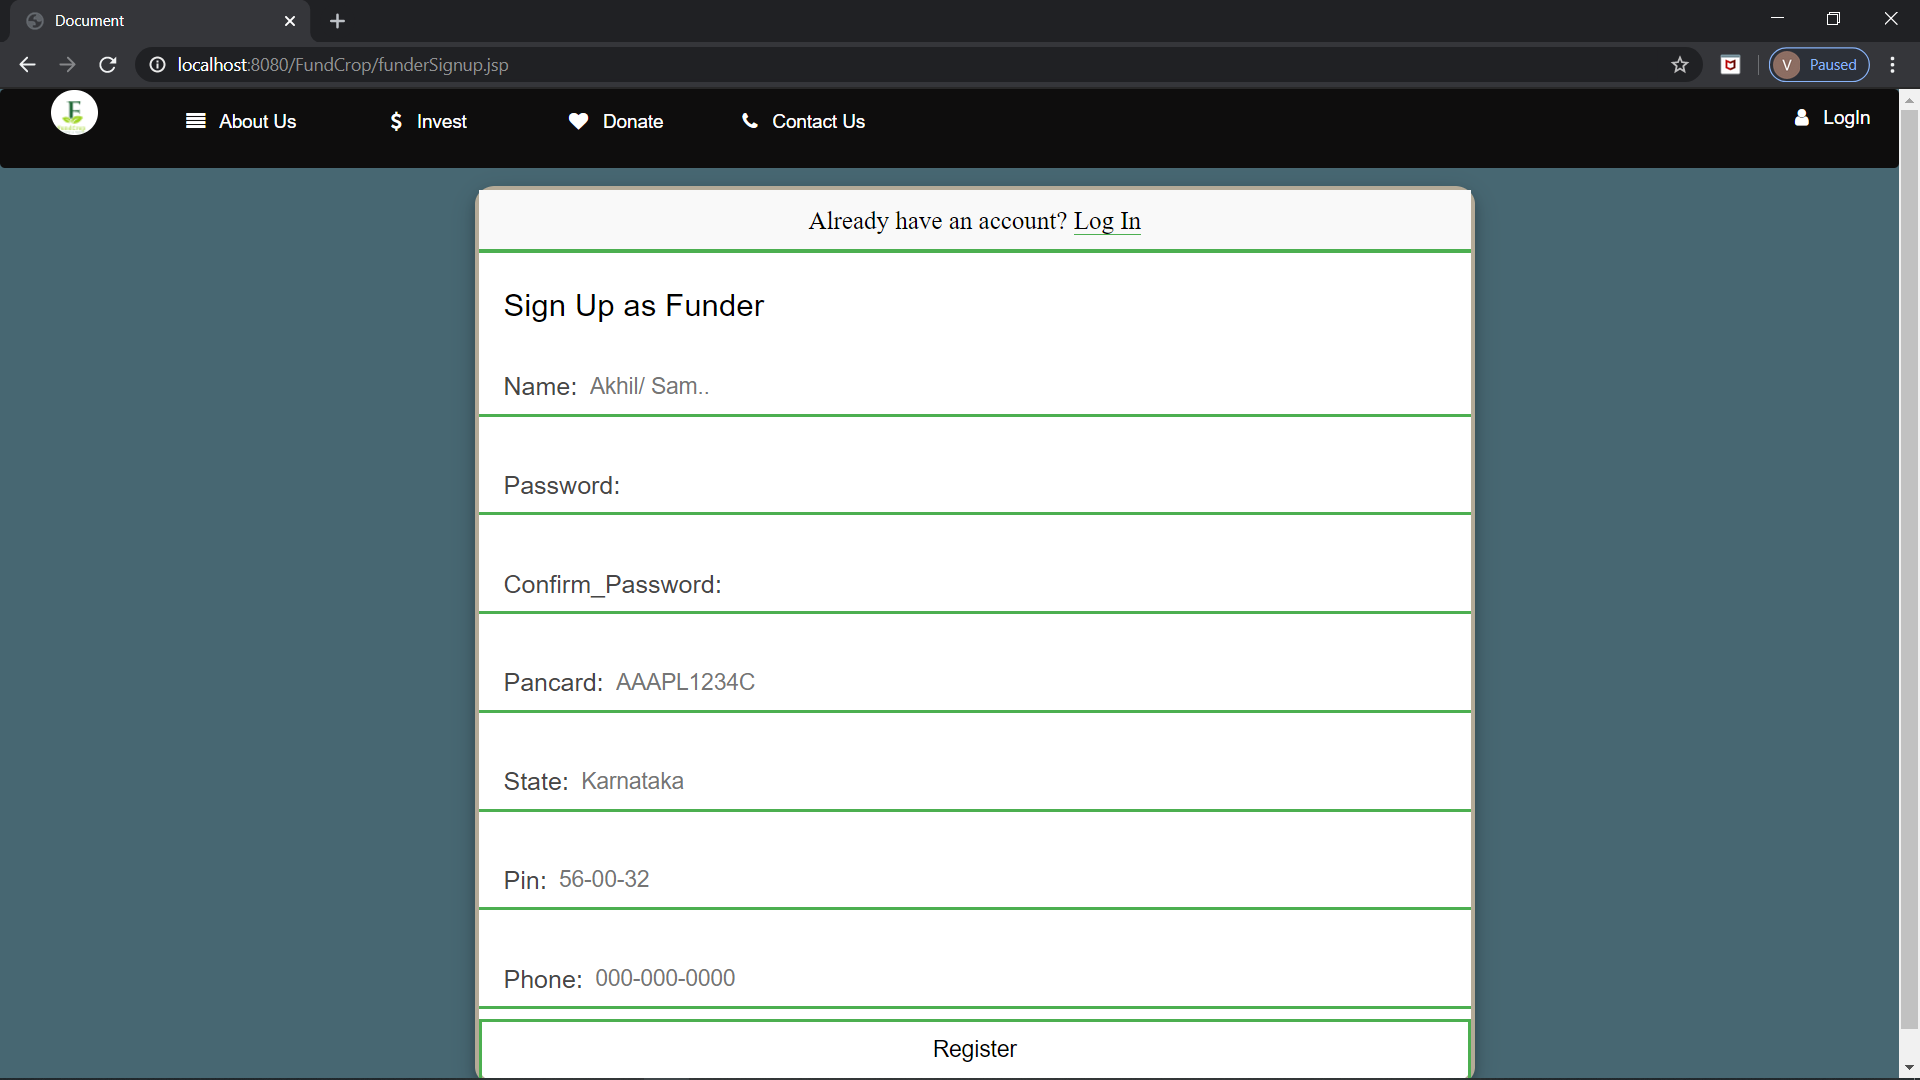 Document
localhost:8080/FundCrop/funderSignup.jsp
V Paused
F
About Us
$ Invest
Donate
Contact Us
LogIn
Already have an account? Log In
Sign Up as Funder
Name: Akhil/ Sam..
Password:
Confirm_Password:
Pancard: AAAPL1234C
State: Karnataka
Pin: 56-00-32
Phone: 000-000-0000
Register